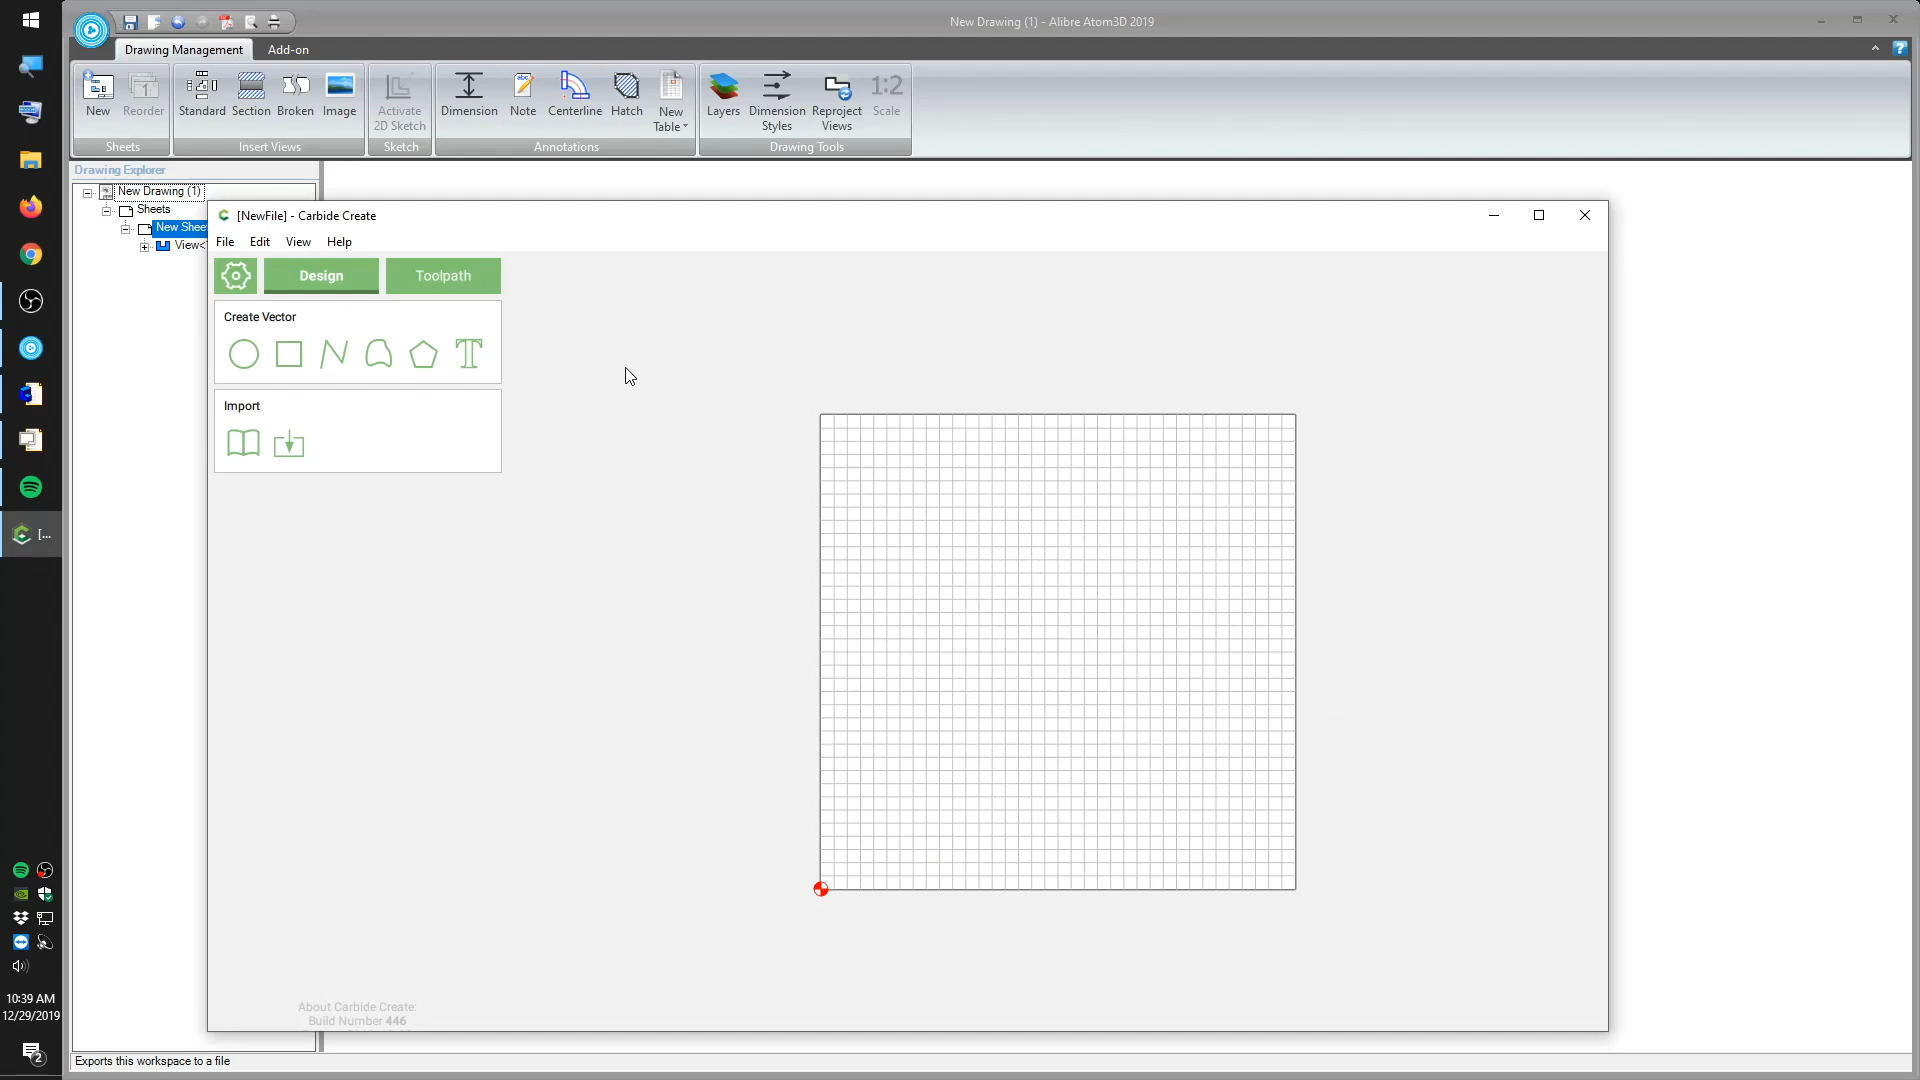 New Drawing (1) - Alibre Atom3D 2019
Drawing Management
Add-on
New
Reorder
Standard
Section
Broken
Image
Activate
2D Sketch
Dimension
abc
Note
Centerline
Hatch
New
Table
Layers
Dimension
Styles
Reproject
Views
1:2
Scale
Sheets
Insert Views
Sketch
Annotations
Drawing Tools
Drawing Explorer
New Drawing (1)
Sheets
New Shee
View<
[NewFile] - Carbide Create
File
Edit
View
Help
Design
Toolpath
Create Vector
Import
About Carbide Create:
Build Number 446
[...
10:39 AM
12/29/2019
2
Exports this workspace to a file